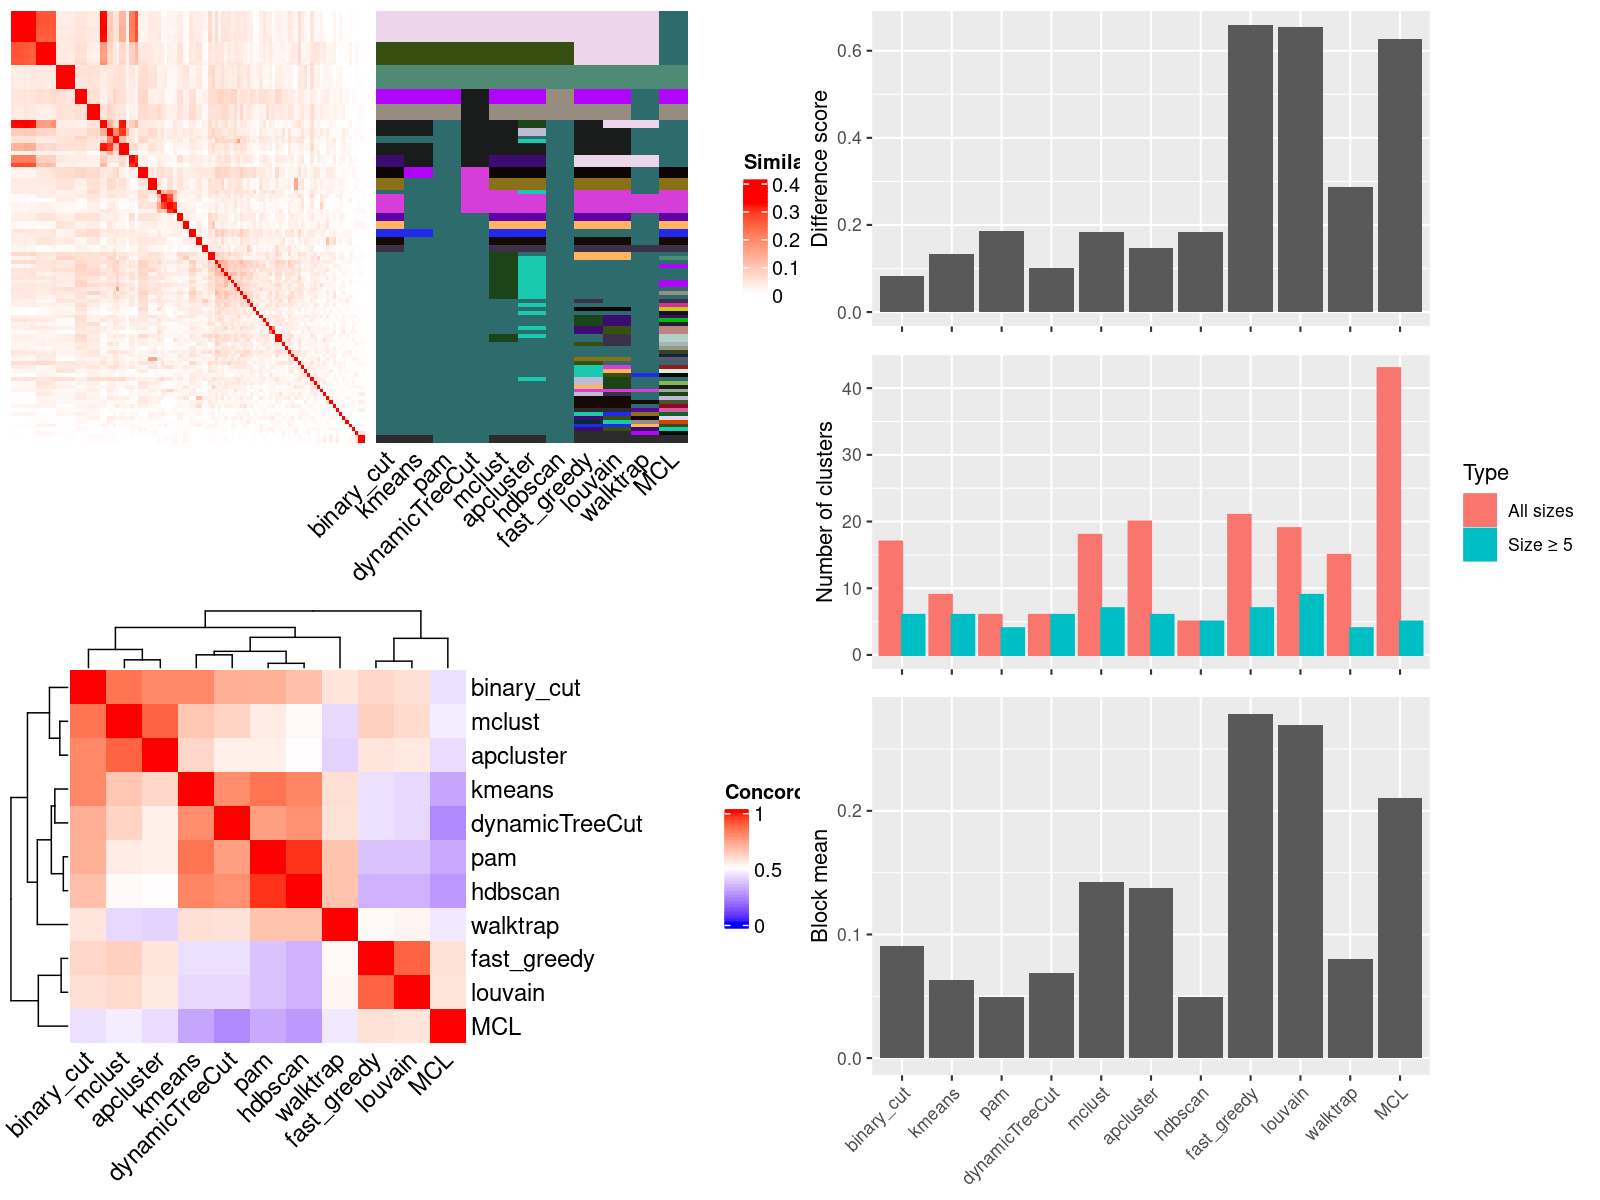 Simila
0.4
0.3
0.2
0.1
0
binary_cut
kmeans
pam
dynamicTreeCut
mclust
apcluster
hdbscan
fast_greedy
louvain
walktrap
MCL
binary_cut
mclust
apcluster
kmeans
dynamicTreeCut
pam
hdbscan
walktrap
fast_greedy
louvain
MCL
binary_cut
mclust
apcluster
kmeans
dynamicTreeCut
pam
hdbscan
walktrap
fast_greedy
louvain
MCL
Concord
1
0.5
0
Difference score
0.6
0.4
0.2
0.0
Number of clusters
40
30
20
10
0
Type
All sizes
Size ≥ 5
Block mean
0.2
0.1
0.0
binary_cut
kmeans
pam
dynamicTreeCut
mclust
apcluster
hdbscan
fast_greedy
louvain
walktrap
MCL